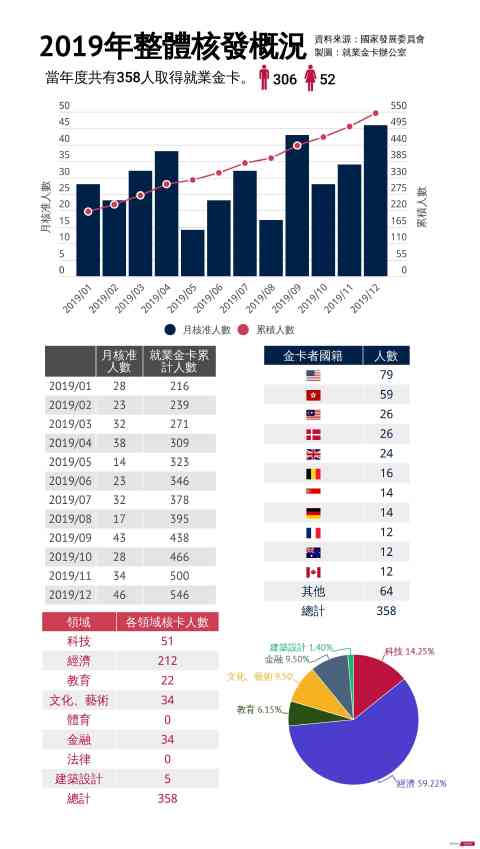 2019年整體核發概況
資料來源：國家發展委員會
製圖：就業金卡辦公室
當年度共有358人取得就業金卡。 306 52
50
45
40
35
30
25
20
15
10
5
0
月核准人數
550
495
440
385
330
275
220
165
110
55
0
累積人數
2019/01 2019/02 2019/03 2019/04 2019/05 2019/06 2019/07 2019/08 2019/09 2019/10 2019/11 2019/12
月核准人數 累積人數
月核准人數 就業金卡累計人數
2019/01 28 216
2019/02 23 239
2019/03 32 271
2019/04 38 309
2019/05 14 323
2019/06 23 346
2019/07 32 378
2019/08 17 395
2019/09 43 438
2019/10 28 466
2019/11 34 500
2019/12 46 546
金卡者國籍 人數
79
59
26
26
24
16
14
14
12
12
12
其他 64
總計 358
領域 各領域核卡人數
科技 51
經濟 212
教育 22
文化、藝術 34
體育 0
金融 34
法律 0
建築設計 5
總計 358
建築設計 1.40%
科技 14.25%
金融 9.50%
文化、藝術 9.50
教育 6.15%
經濟 59.22%